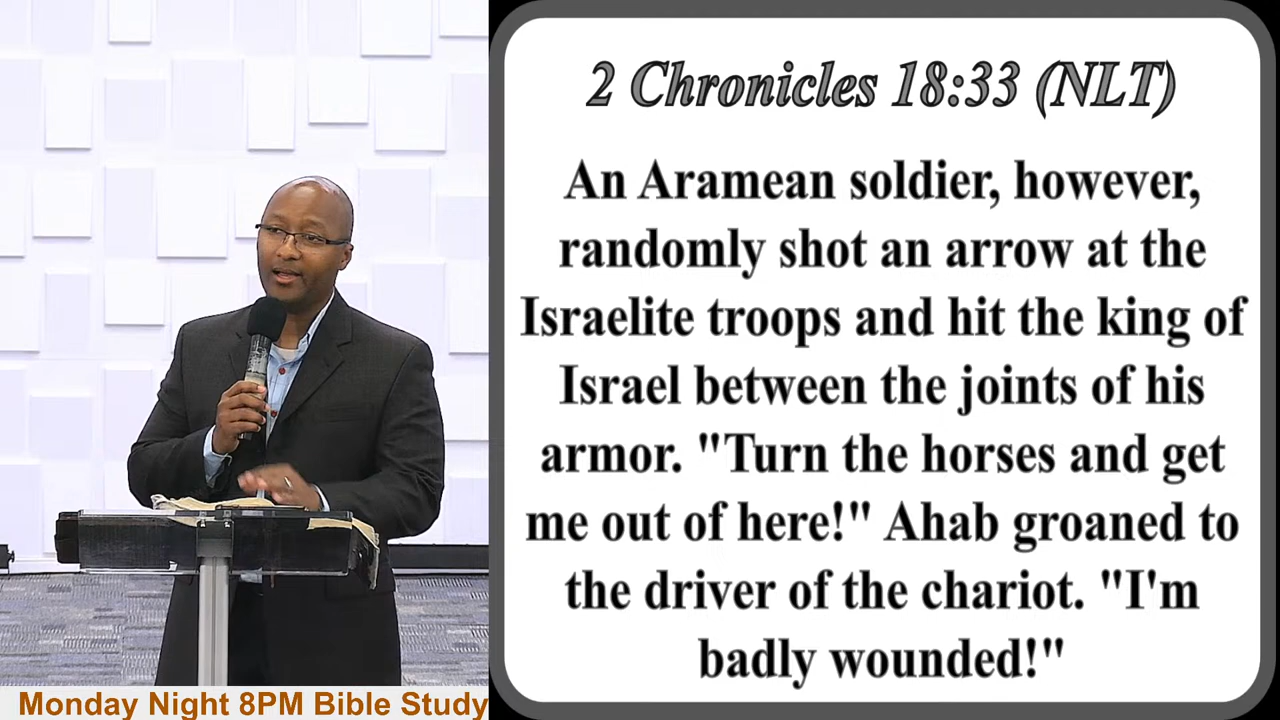 2 Chronicles 18:33 (NLT)
An Aramean soldier, however,
randomly shot an arrow at the
Israelite troops and hit the king of
Israel between the joints of his
armor. "Turn the horses and get
me out of here!" Ahab groaned to
the driver of the chariot. "I'm
badly wounded!"
Monday Night 8PM Bible Study